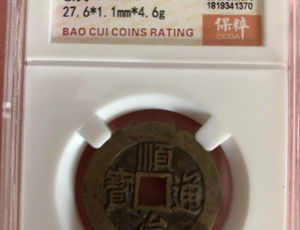 1819341370
27.6*1.1mm*4.6g
保粹
BAO CUI COINS RATING
CCGA
順
寶 通
治